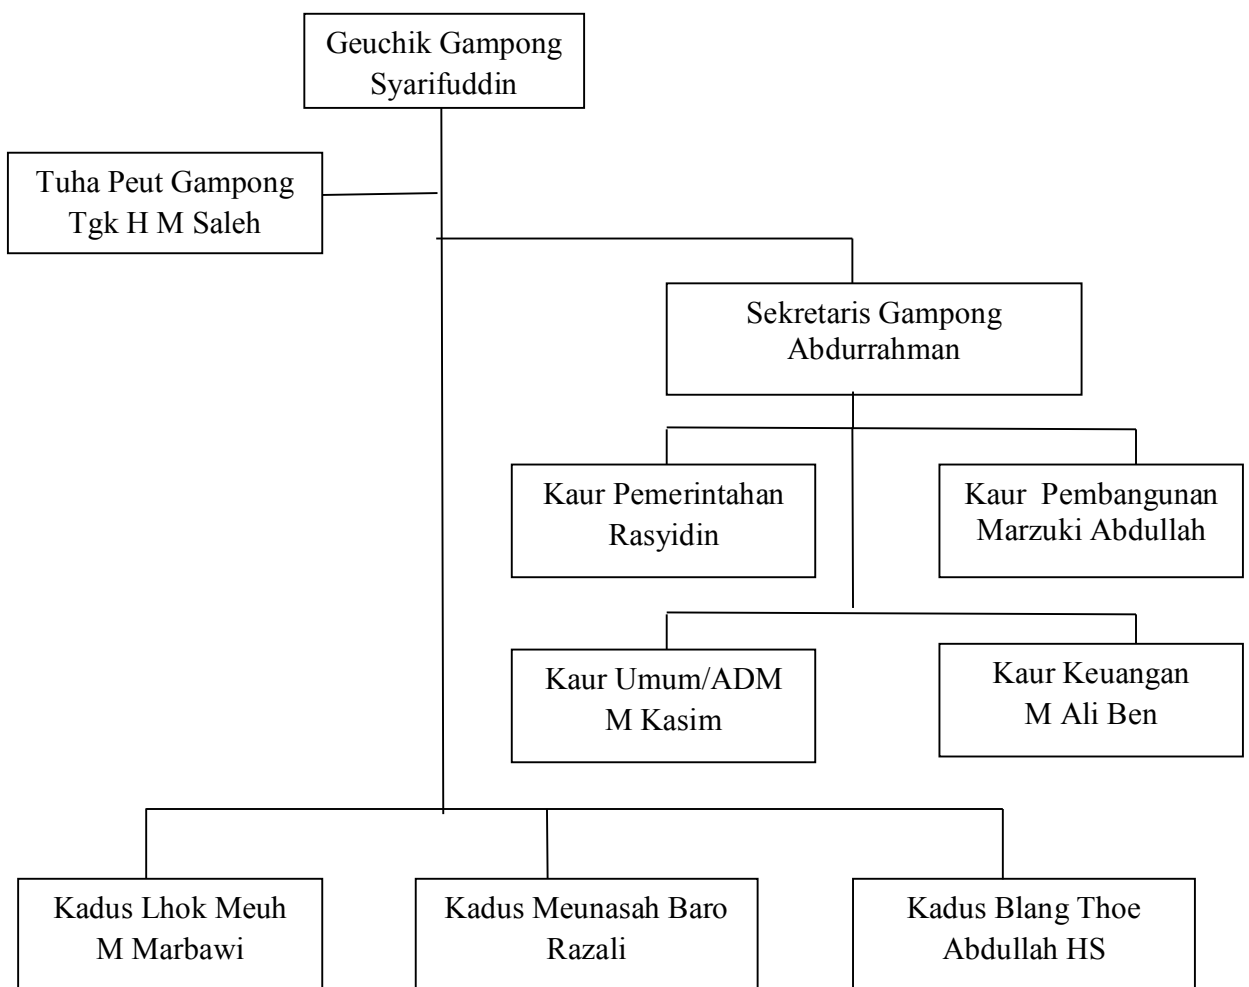 Geuchik Gampong
Syarifuddin
Tuha Peut Gampong
Tgk H M Saleh
Sekretaris Gampong
Abdurrahman
Kaur Pemerintahan
Rasyidin
Kaur  Pembangunan
Marzuki Abdullah
Kaur Umum/ADM
M Kasim
Kaur Keuangan
M Ali Ben
Kadus Lhok Meuh
M Marbawi
Kadus Meunasah Baro
Razali
Kadus Blang Thoe
Abdullah HS